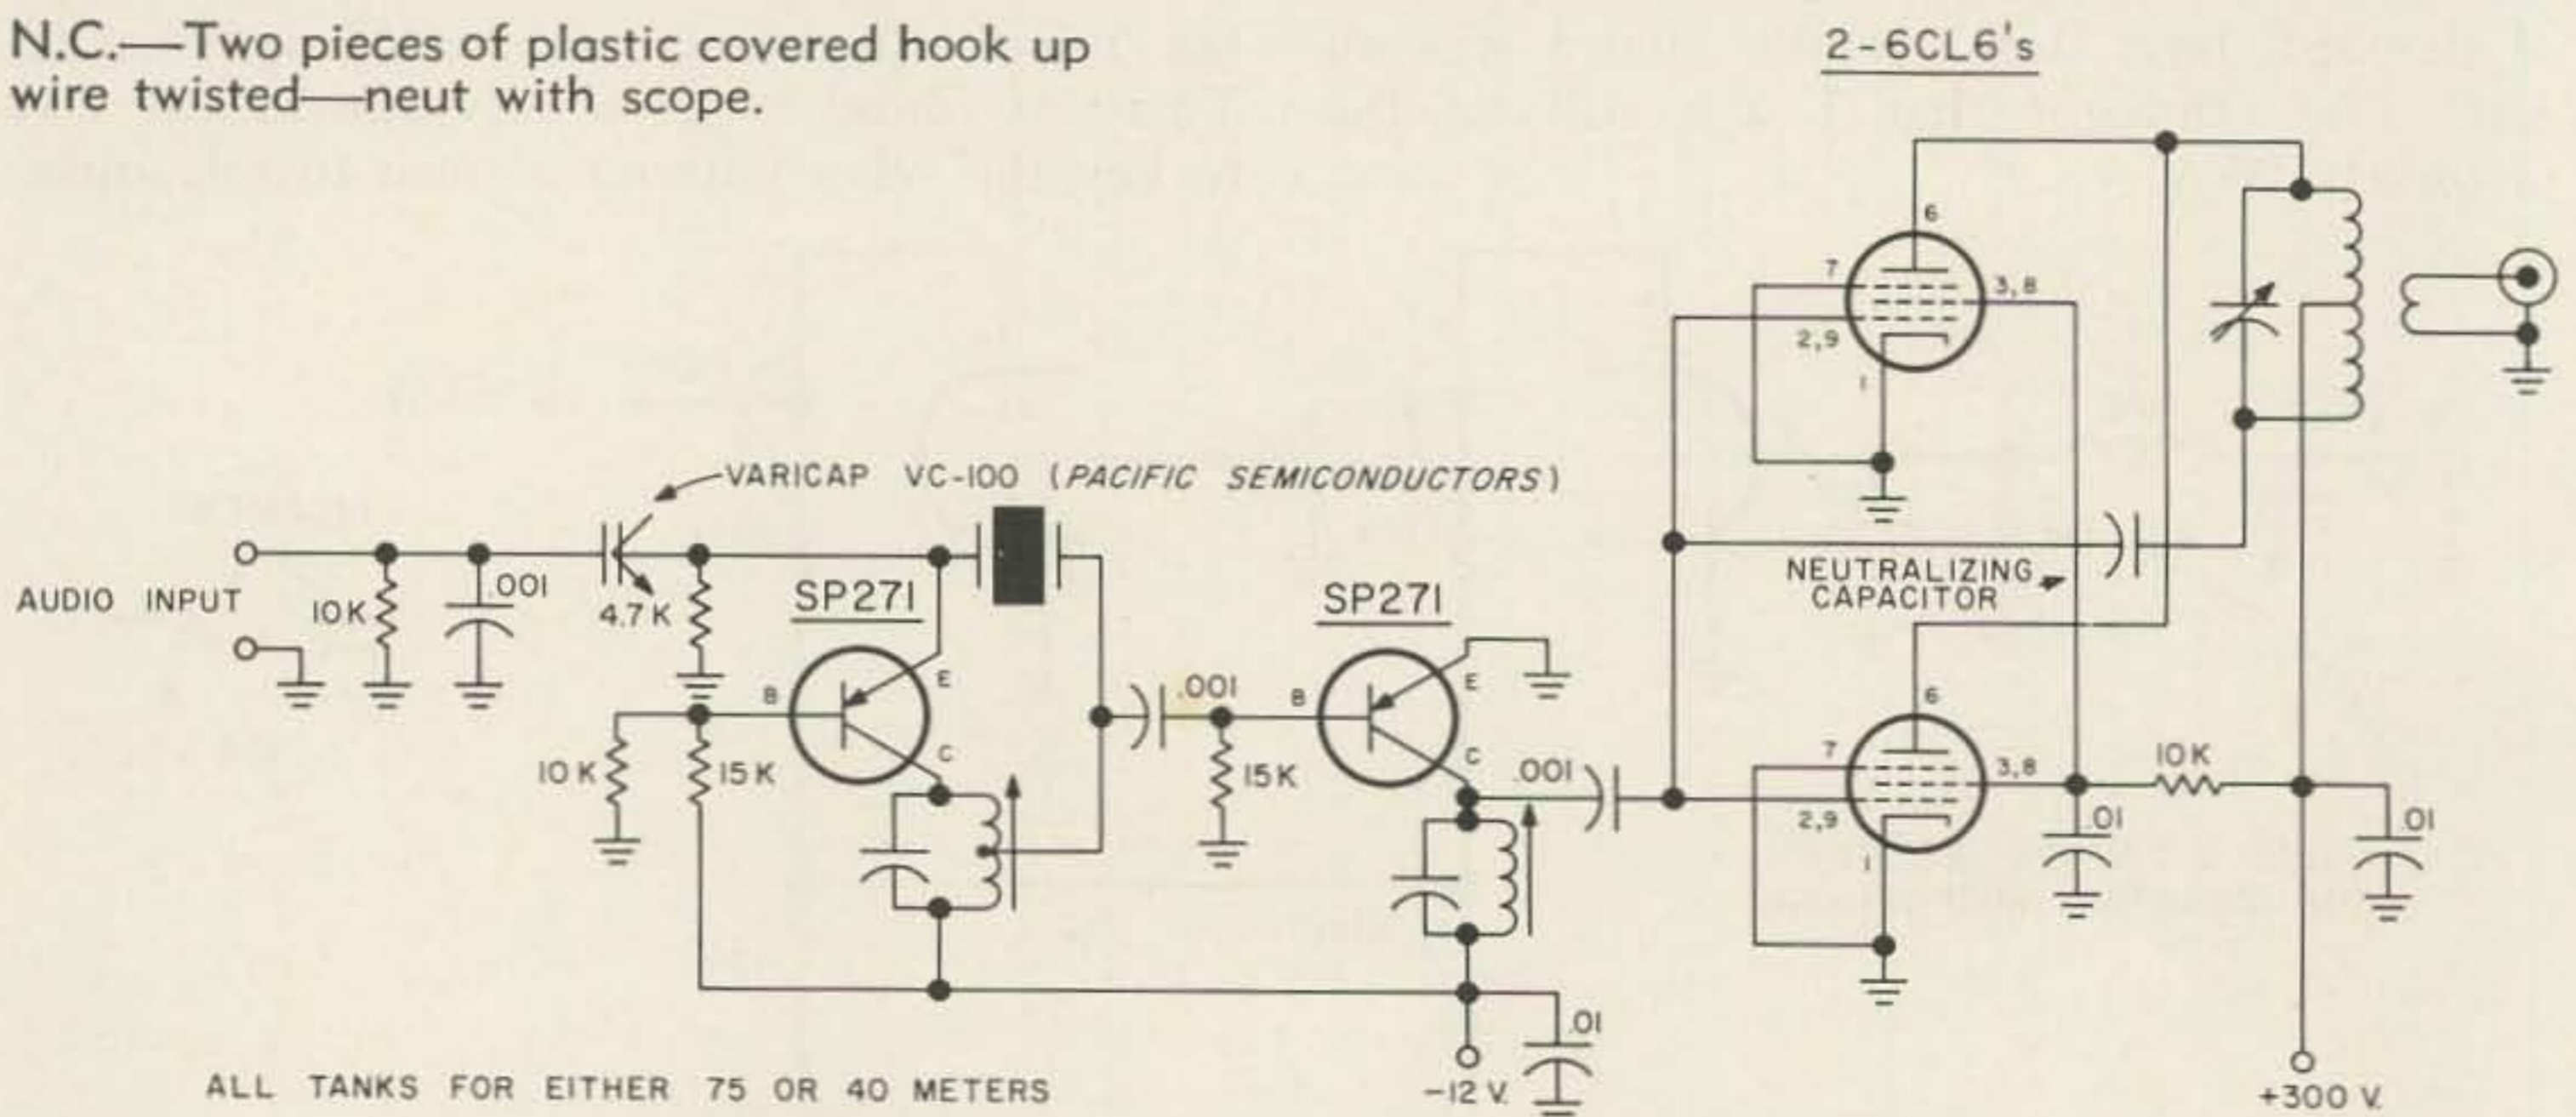 N.C.—Two pieces of plastic covered hook up
wire twisted—neut with scope.
2-6CL6's
6
7
3,8
2,9
1
VARICAP VC-100 (PACIFIC SEMICONDUCTORS)
AUDIO INPUT
10K
.001
4.7K
SP271
SP271
NEUTRALIZING
CAPACITOR
B
E
C
.001
B
E
C
10K
15K
15K
.001
6
7
3,8
2,9
1
10K
.01
.01
.01
-12 V.
+300 V.
ALL TANKS FOR EITHER 75 OR 40 METERS